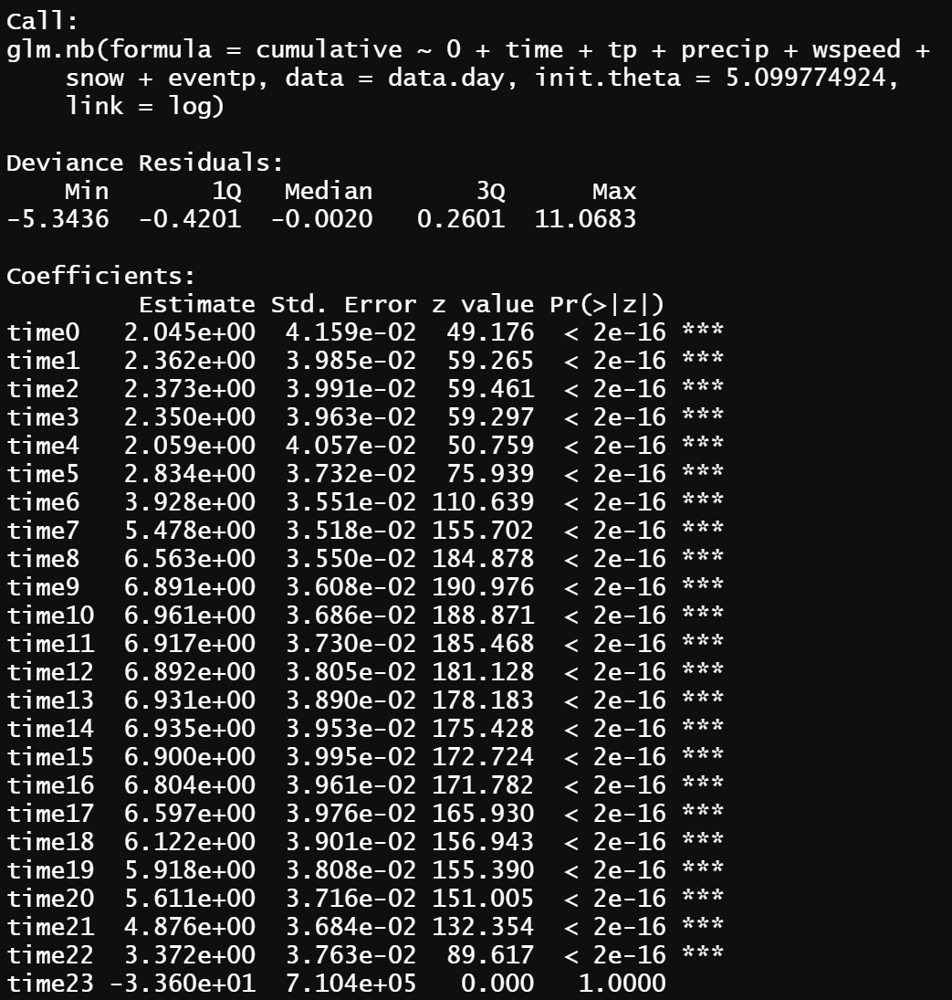 Call:
glm.nb(formula = cumulative ~ 0 + time + tp + precip + wspeed +
    snow + eventp, data = data.day, init.theta = 5.099774924,
    link = log)

Deviance Residuals:
    Min       1Q   Median       3Q      Max
-5.3436  -0.4201  -0.0020   0.2601  11.0683

Coefficients:
         Estimate Std. Error z value Pr(>|z|)
time0   2.045e+00  4.159e-02  49.176  < 2e-16 ***
time1   2.362e+00  3.985e-02  59.265  < 2e-16 ***
time2   2.373e+00  3.991e-02  59.461  < 2e-16 ***
time3   2.350e+00  3.963e-02  59.297  < 2e-16 ***
time4   2.059e+00  4.057e-02  50.759  < 2e-16 ***
time5   2.834e+00  3.732e-02  75.939  < 2e-16 ***
time6   3.928e+00  3.551e-02 110.639  < 2e-16 ***
time7   5.478e+00  3.518e-02 155.702  < 2e-16 ***
time8   6.563e+00  3.550e-02 184.878  < 2e-16 ***
time9   6.891e+00  3.608e-02 190.976  < 2e-16 ***
time10  6.961e+00  3.686e-02 188.871  < 2e-16 ***
time11  6.917e+00  3.730e-02 185.468  < 2e-16 ***
time12  6.892e+00  3.805e-02 181.128  < 2e-16 ***
time13  6.931e+00  3.890e-02 178.183  < 2e-16 ***
time14  6.935e+00  3.953e-02 175.428  < 2e-16 ***
time15  6.900e+00  3.995e-02 172.724  < 2e-16 ***
time16  6.804e+00  3.961e-02 171.782  < 2e-16 ***
time17  6.597e+00  3.976e-02 165.930  < 2e-16 ***
time18  6.122e+00  3.901e-02 156.943  < 2e-16 ***
time19  5.918e+00  3.808e-02 155.390  < 2e-16 ***
time20  5.611e+00  3.716e-02 151.005  < 2e-16 ***
time21  4.876e+00  3.684e-02 132.354  < 2e-16 ***
time22  3.372e+00  3.763e-02  89.617  < 2e-16 ***
time23 -3.360e+01  7.104e+05   0.000   1.0000